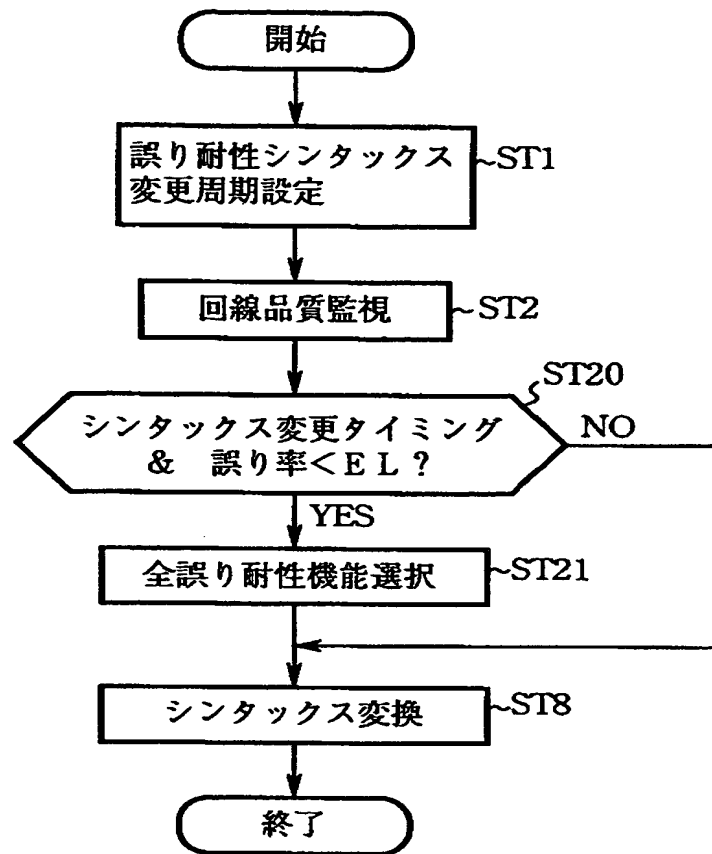 開始
誤り耐性シンタックス
変更周期設定
~ST1
回線品質監視
~ST2
ST20
シンタックス変更タイミング
& 誤り率<EL?
NO
YES
全誤り耐性機能選択
~ST21
シンタックス変換
~ST8
終了